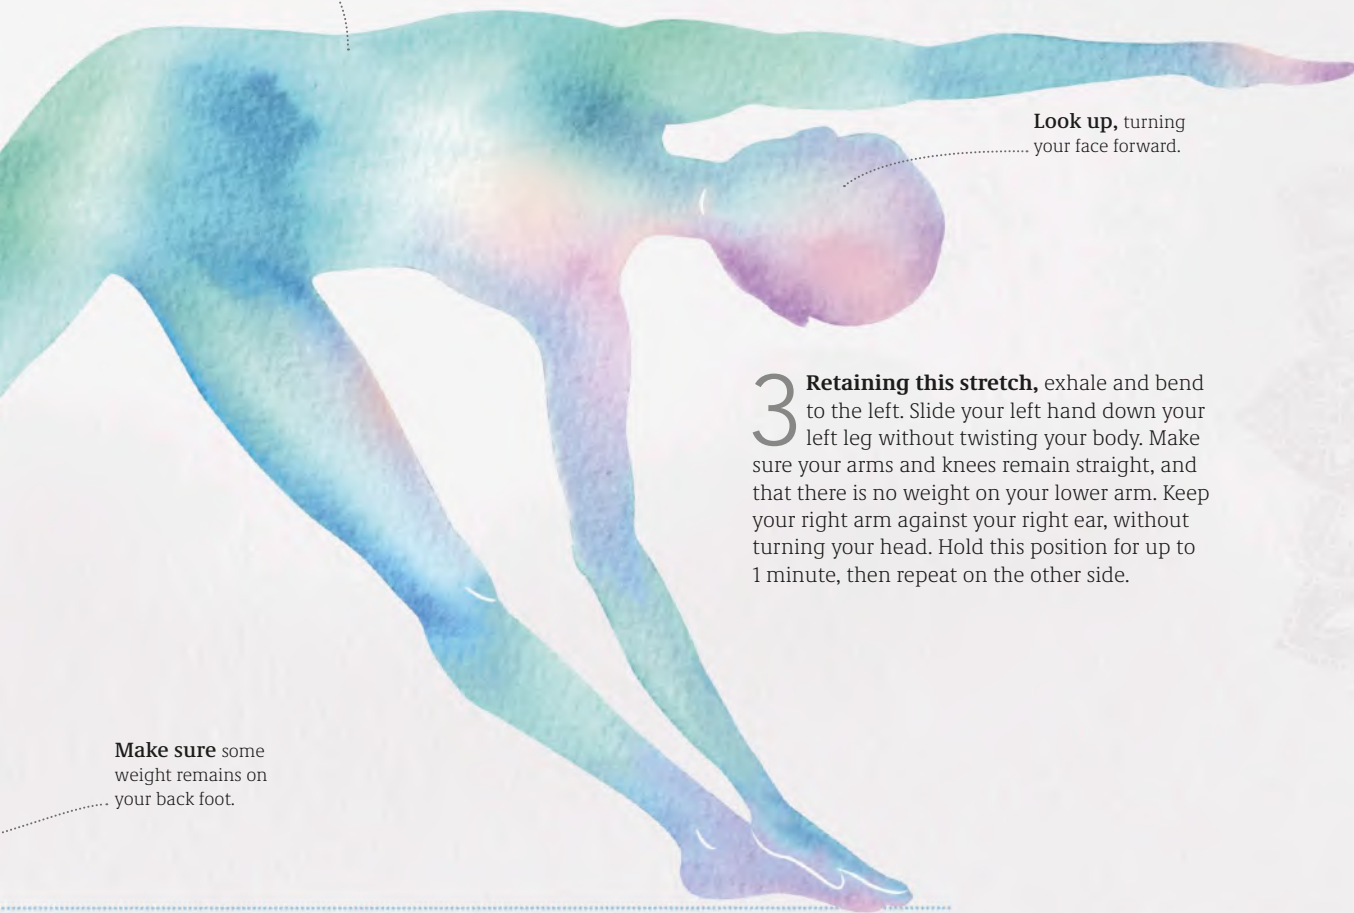 Look up, turning
your face forward.
3 Retaining this stretch, exhale and bend
to the left. Slide your left hand down your
left leg without twisting your body. Make
sure your arms and knees remain straight, and
that there is no weight on your lower arm. Keep
your right arm against your right ear, without
turning your head. Hold this position for up to
1 minute, then repeat on the other side.
Make sure some
weight remains on
your back foot.